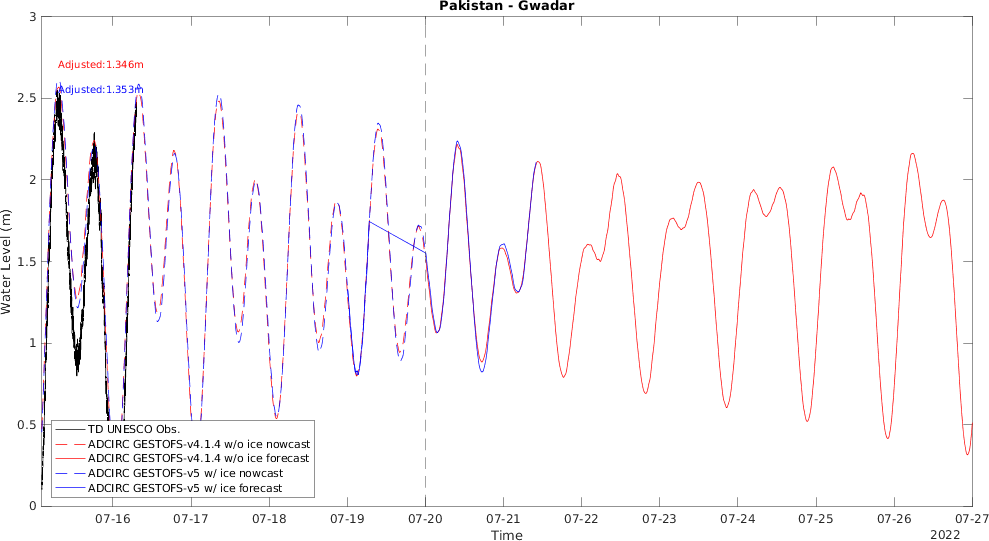 Pakistan - Gwadar
3
Adjusted:1.346m
Adjusted:1.353m
2.5
2
1.5
1
0.5
0
Water Level (m)
TD UNESCO Obs.
ADCIRC GESTOFS-v4.1.4 w/o ice nowcast
ADCIRC GESTOFS-v4.1.4 w/o ice forecast
ADCIRC GESTOFS-v5 w/ ice nowcast
ADCIRC GESTOFS-v5 w/ ice forecast
07-16 07-17 07-18 07-19 07-20 07-21 07-22 07-23 07-24 07-25 07-26 07-27
Time
2022